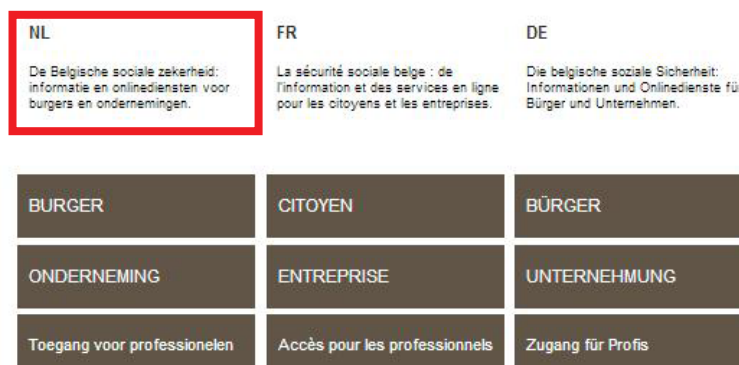 NL
De Belgische sociale zekerheid:
informatie en onlinediensten voor
burgers en ondernemingen.
FR
La sécurité sociale belge : de
l'information et des services en ligne
pour les citoyens et les entreprises.
DE
Die belgische soziale Sicherheit:
Informationen und Onlinedienste fü
Bürger und Unternehmen.
BURGER
CITOYEN
BÜRGER
ONDERNEMING
ENTREPRISE
UNTERNEHMUNG
Toegang voor professionelen
Accès pour les professionnels
Zugang für Profis